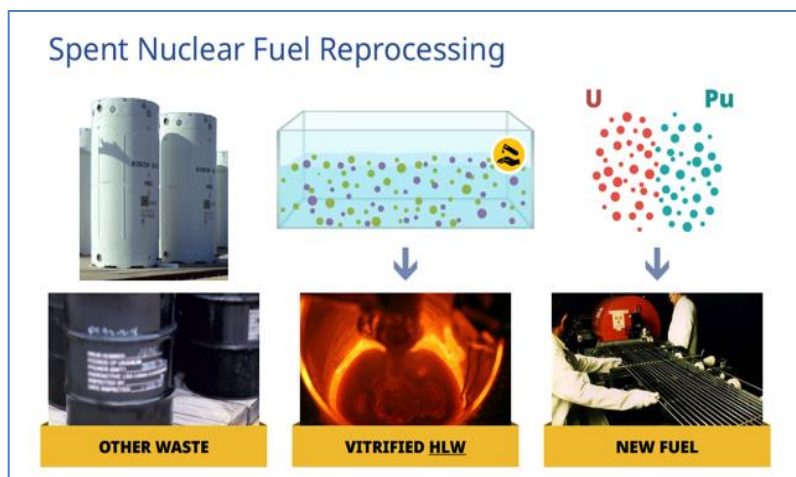 Spent Nuclear Fuel Reprocessing
U
Pu
OTHER WASTE
VITRIFIED HLW
NEW FUEL